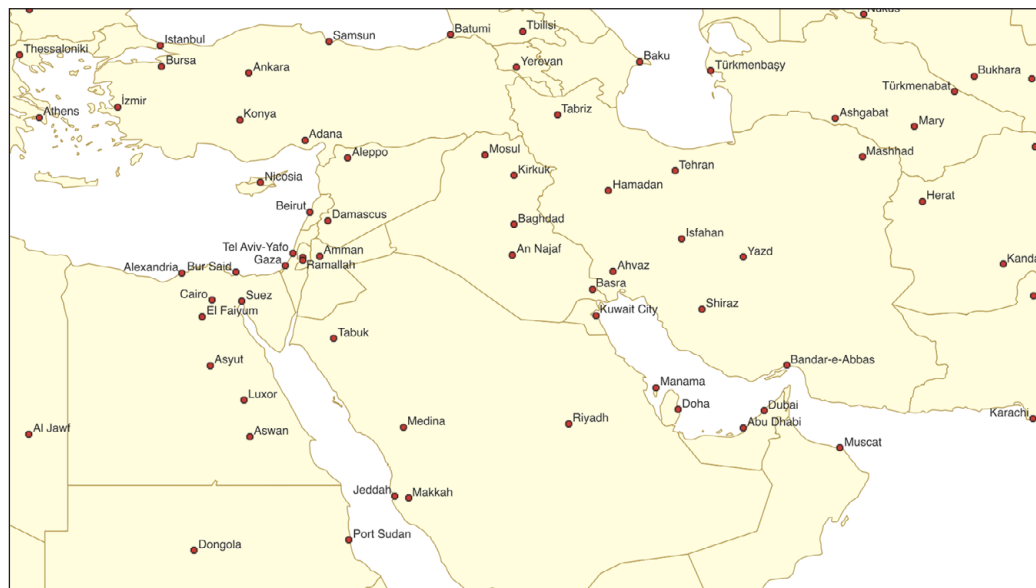 Nukus
Tbilisi
Batumi
Samsun
Istanbul
Thessaloniki
Bursa
Ankara
Yerevan
Baku
Türkmenbaşy
Bukhara
Türkmenabat
İzmir
Athens
Konya
Tabriz
Ashgabat
Mary
Adana
Aleppo
Mosul
Kirkuk
Tehran
Mashhad
Nicosia
Hamadan
Herat
Beirut
Damascus
Baghdad
Isfahan
Tel Aviv-Yafo
Amman
An Najaf
Yazd
Gaza
Ramallah
Alexandria
Bur Said
Ahvaz
Kanda
Basra
Cairo
Suez
El Faiyum
Kuwait City
Shiraz
Tabuk
Asyut
Bandar-e-Abbas
Manama
Luxor
Doha
Dubai
Karachi
Al Jawf
Aswan
Medina
Riyadh
Abu Dhabi
Muscat
Jeddah
Makkah
Port Sudan
Dongola